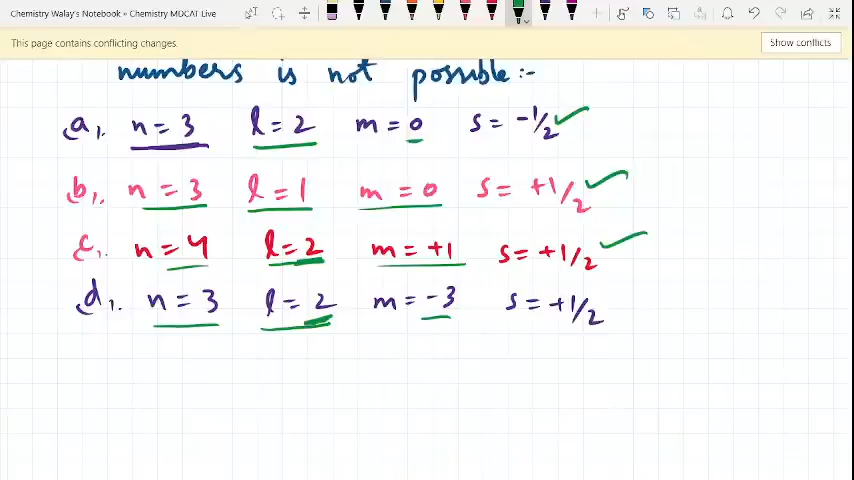 Chemistry Walay's Notebook » Chemistry MDCAT Live
This page contains conflicting changes.
Show conflicts
numbers is not possible :-
a, n = 3 l = 2 m = 0 s = -1/2
b, n = 3 l = 1 m = 0 s = +1/2
c, n = 4 l = 2 m = +1 s = +1/2
d, n = 3 l = 2 m = -3 s = +1/2